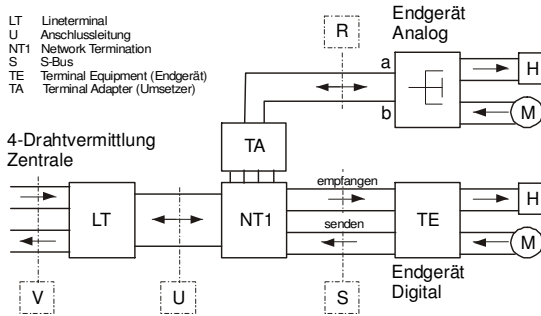 LT Lineterminal
U Anschlussleitung
NT1 Network Termination
S S-Bus
TE Terminal Equipment (Endgerät)
TA Terminal Adapter (Umsetzer)
R
Endgerät
Analog
a
b
H
M
TA
4-Drahtvermittlung
Zentrale
LT
NT1
empfangen
senden
TE
H
M
Endgerät
Digital
V
U
S